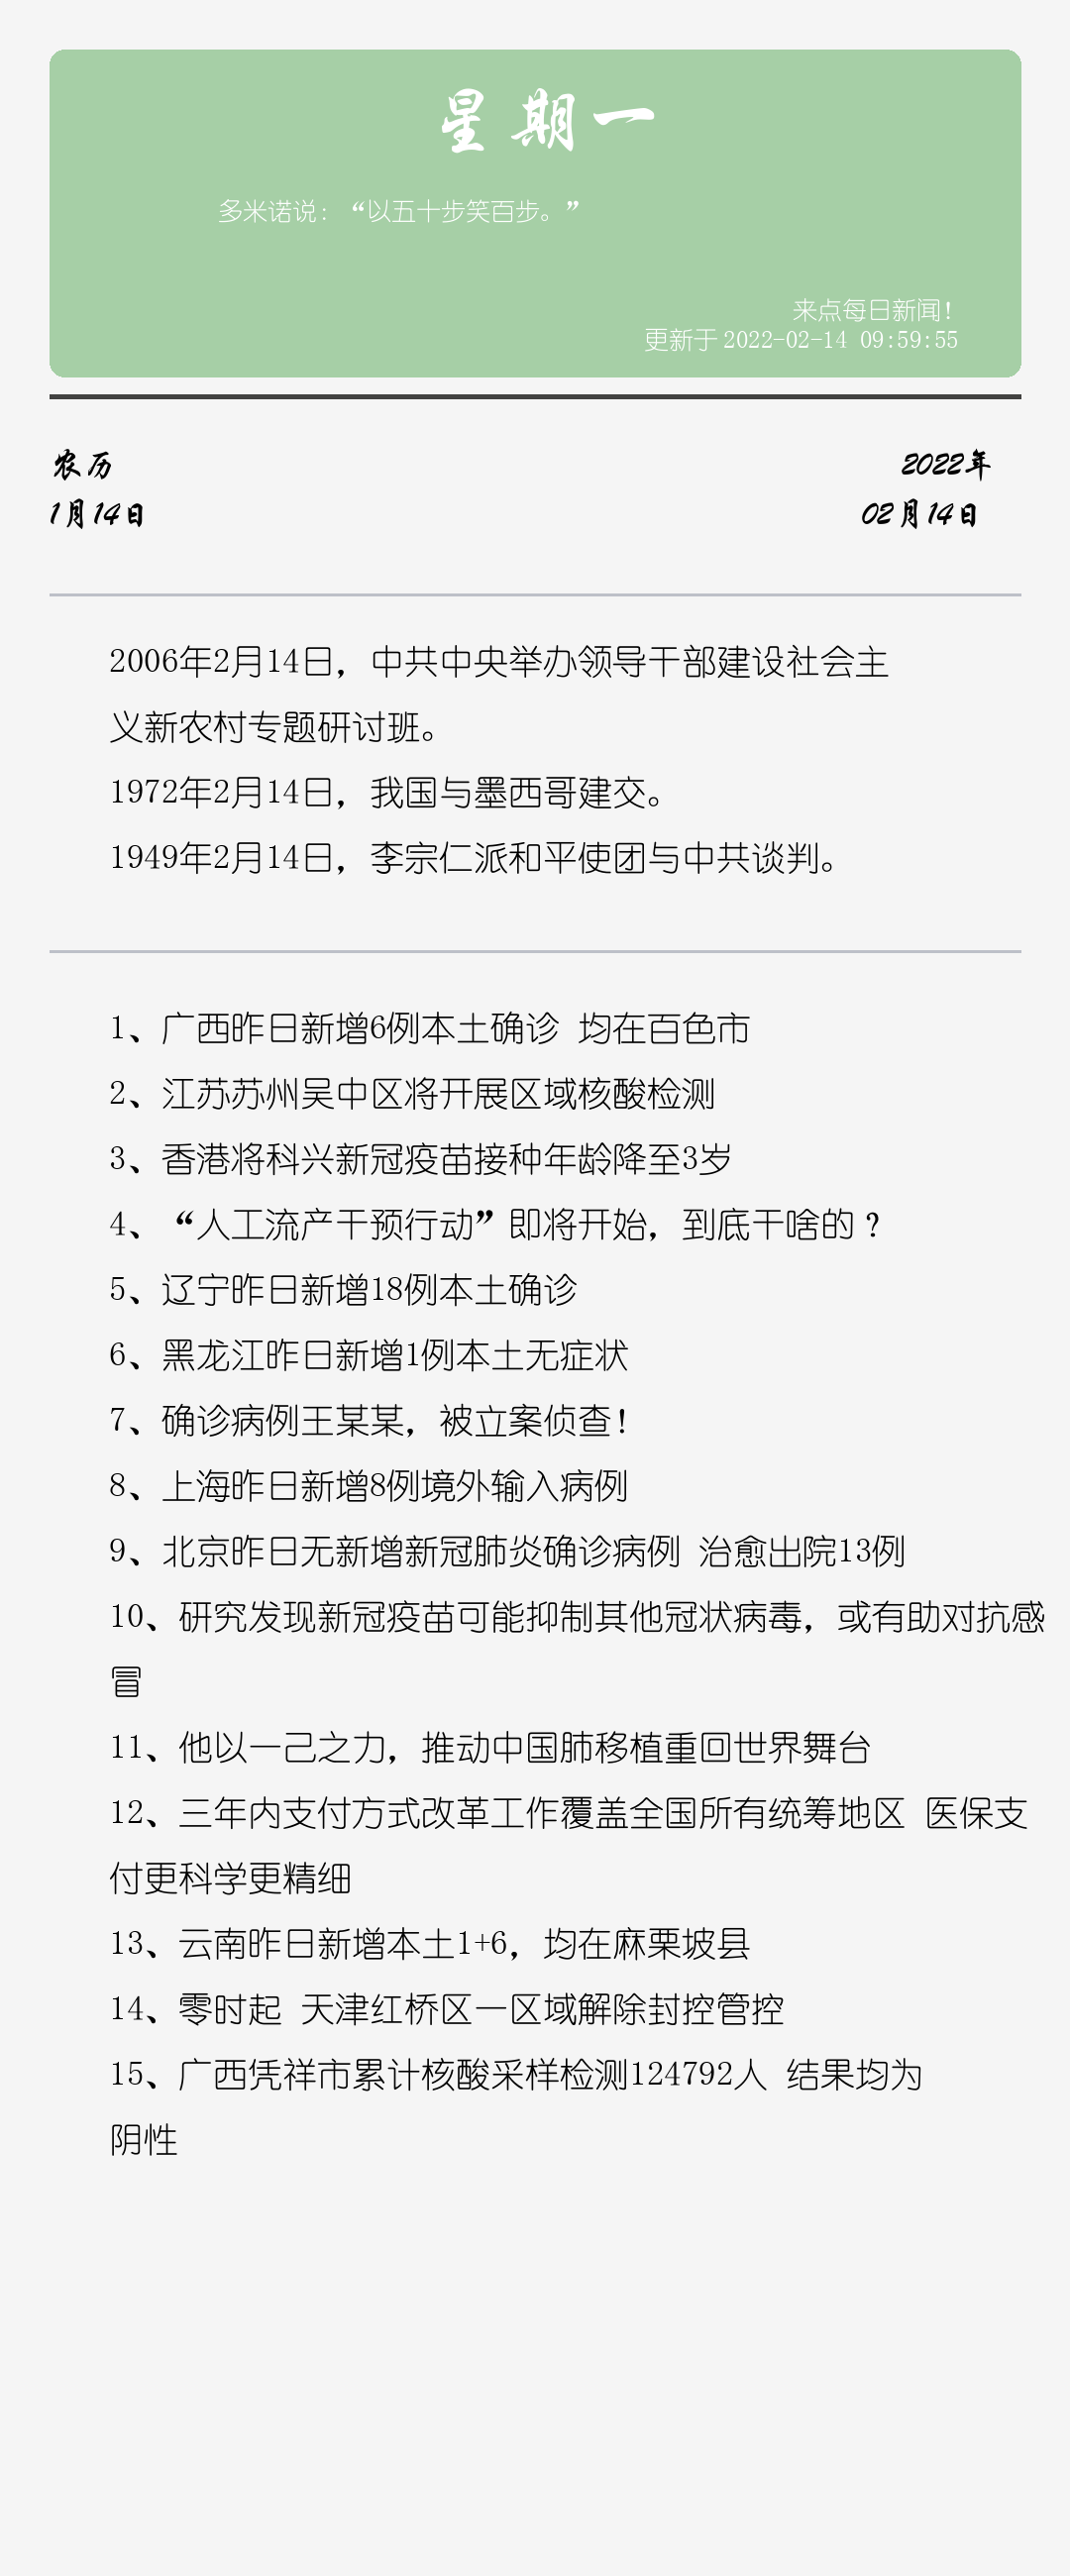 星期一
多米诺说：“以五十步笑百步。”
来点每日新闻！
更新于 2022-02-14 09:59:55
农历
1月14日
2022年
02月14日
2006年2月14日，中共中央举办领导干部建设社会主
义新农村专题研讨班。
1972年2月14日，我国与墨西哥建交。
1949年2月14日，李宗仁派和平使团与中共谈判。
1、广西昨日新增6例本土确诊 均在百色市
2、江苏苏州吴中区将开展区域核酸检测
3、香港将科兴新冠疫苗接种年龄降至3岁
4、“人工流产干预行动”即将开始，到底干啥的？
5、辽宁昨日新增18例本土确诊
6、黑龙江昨日新增1例本土无症状
7、确诊病例王某某，被立案侦查！
8、上海昨日新增8例境外输入病例
9、北京昨日无新增新冠肺炎确诊病例 治愈出院13例
10、研究发现新冠疫苗可能抑制其他冠状病毒，或有助对抗感
冒
11、他以一己之力，推动中国肺移植重回世界舞台
12、三年内支付方式改革工作覆盖全国所有统筹地区 医保支
付更科学更精细
13、云南昨日新增本土1+6，均在麻栗坡县
14、零时起 天津红桥区一区域解除封控管控
15、广西凭祥市累计核酸采样检测124792人 结果均为
阴性